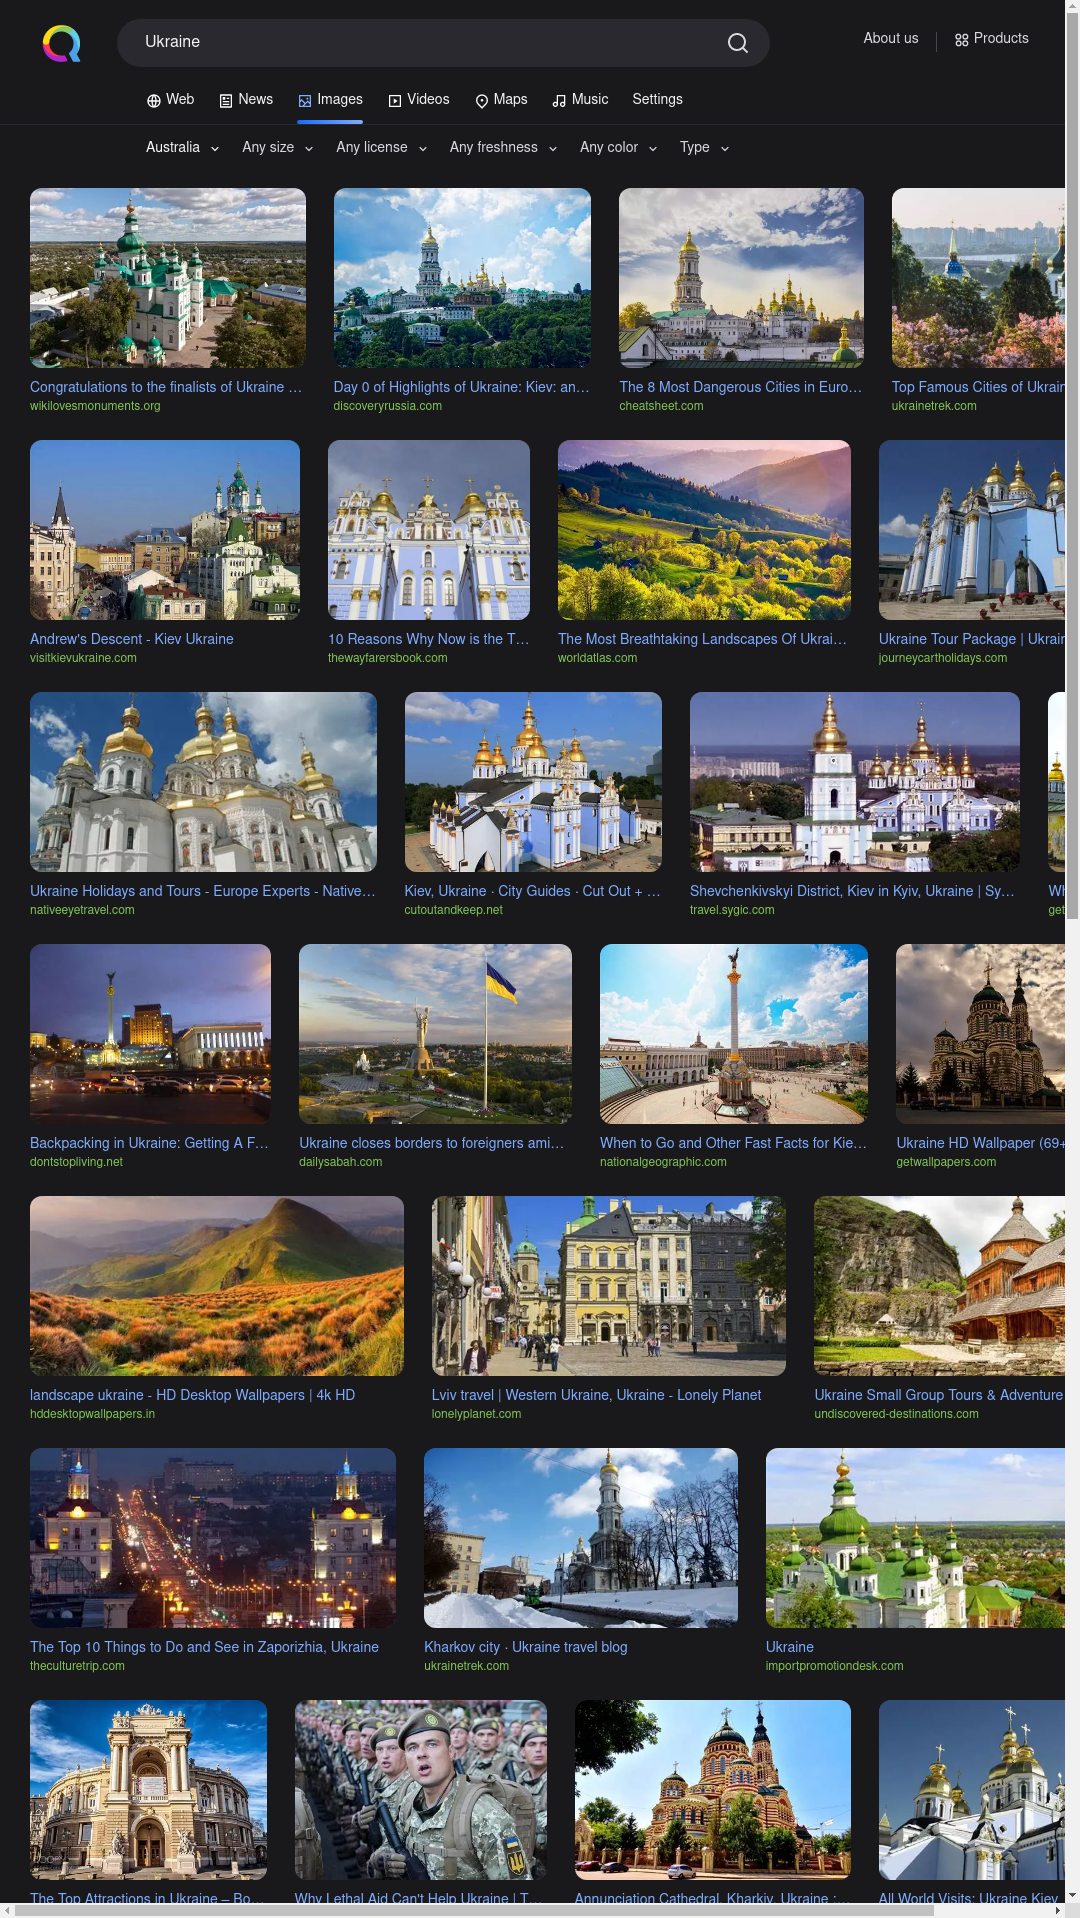 Ukraine
About us
Products
Web
News
Images
Videos
Maps
Music
Settings
Australia
Any size
Any license
Any freshness
Any color
Type
Congratulations to the finalists of Ukraine ...
wikilovesmonuments.org
Day 0 of Highlights of Ukraine: Kiev: an...
discoveryrussia.com
The 8 Most Dangerous Cities in Euro...
cheatsheet.com
Top Famous Cities of Ukrain
ukrainetrek.com
Andrew's Descent - Kiev Ukraine
visitkievukraine.com
10 Reasons Why Now is the T...
thewayfarersbook.com
The Most Breathtaking Landscapes Of Ukrai...
worldatlas.com
Ukraine Tour Package | Ukrain
journeycartholidays.com
Ukraine Holidays and Tours - Europe Experts - Native...
nativeeyetravel.com
Kiev, Ukraine · City Guides · Cut Out + ...
cutoutandkeep.net
Shevchenkivskyi District, Kiev in Kyiv, Ukraine | Sy...
travel.sygic.com
Wh
get
Backpacking in Ukraine: Getting A F...
dontstopliving.net
Ukraine closes borders to foreigners ami...
dailysabah.com
When to Go and Other Fast Facts for Kie...
nationalgeographic.com
Ukraine HD Wallpaper (69+
getwallpapers.com
landscape ukraine - HD Desktop Wallpapers | 4k HD
hddesktopwallpapers.in
Lviv travel | Western Ukraine, Ukraine - Lonely Planet
lonelyplanet.com
Ukraine Small Group Tours & Adventure
undiscovered-destinations.com
The Top 10 Things to Do and See in Zaporizhia, Ukraine
theculturetrip.com
Kharkov city · Ukraine travel blog
ukrainetrek.com
Ukraine
importpromotiondesk.com
The Top Attractions in Ukraine – Bo...
Why Lethal Aid Can't Help Ukraine | T...
Annunciation Cathedral, Kharkiv, Ukraine :...
All World Visits: Ukraine Kiev